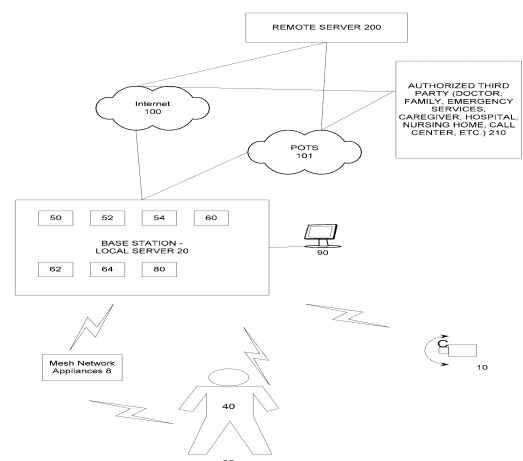 REMOTE SERVER 200
Internet
100
AUTHORIZED THIRD
PARTY (DOCTOR,
FAMILY, EMERGENCY
SERVICES,
CAREGIVER, HOSPITAL,
NURSING HOME, CALL
CENTER, ETC.) 210
POTS
101
50
52
54
60
BASE STATION -
LOCAL SERVER 20
62
64
80
90
Mesh Network
Appliances 8
C
10
40